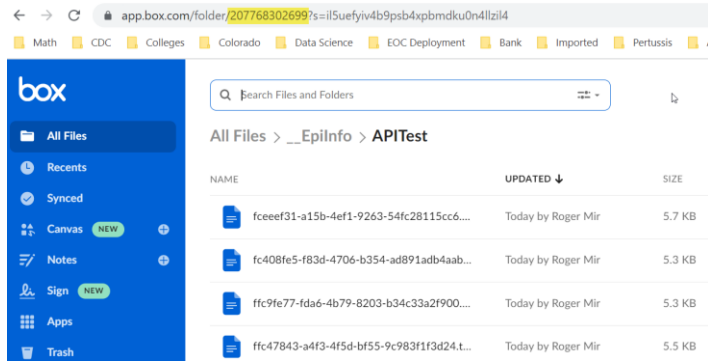 app.box.com/folder/207768302699?s=il5uefyiv4b9psb4xpbmdku0n4llzil4
Math CDC Colleges Colorado Data Science EOC Deployment Bank Imported Pertussis
box
Search Files and Folders
All Files
All Files > __EpiInfo > APITest
Recents
NAME UPDATED SIZE
Synced
fceeef31-a15b-4ef1-9263-54fc28115cc6.... Today by Roger Mir 5.7 KB
Canvas NEW
Notes
fc408fe5-f83d-4706-b354-ad891adb4aab... Today by Roger Mir 5.3 KB
Sign NEW
ffc9fe77-fda6-4b79-8203-b34c33a2f900.... Today by Roger Mir 5.3 KB
Apps
Trash
ffc47843-a4f3-4f5d-bf55-9c983f1f3d24.t... Today by Roger Mir 5.5 KB